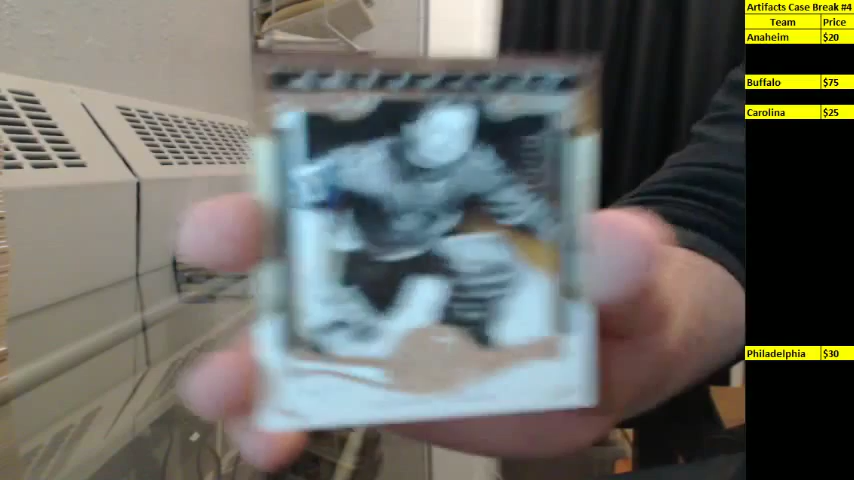 Artifacts Case Break #4
Team Price
Anaheim $20
Buffalo $75
Carolina $25
Philadelphia $30